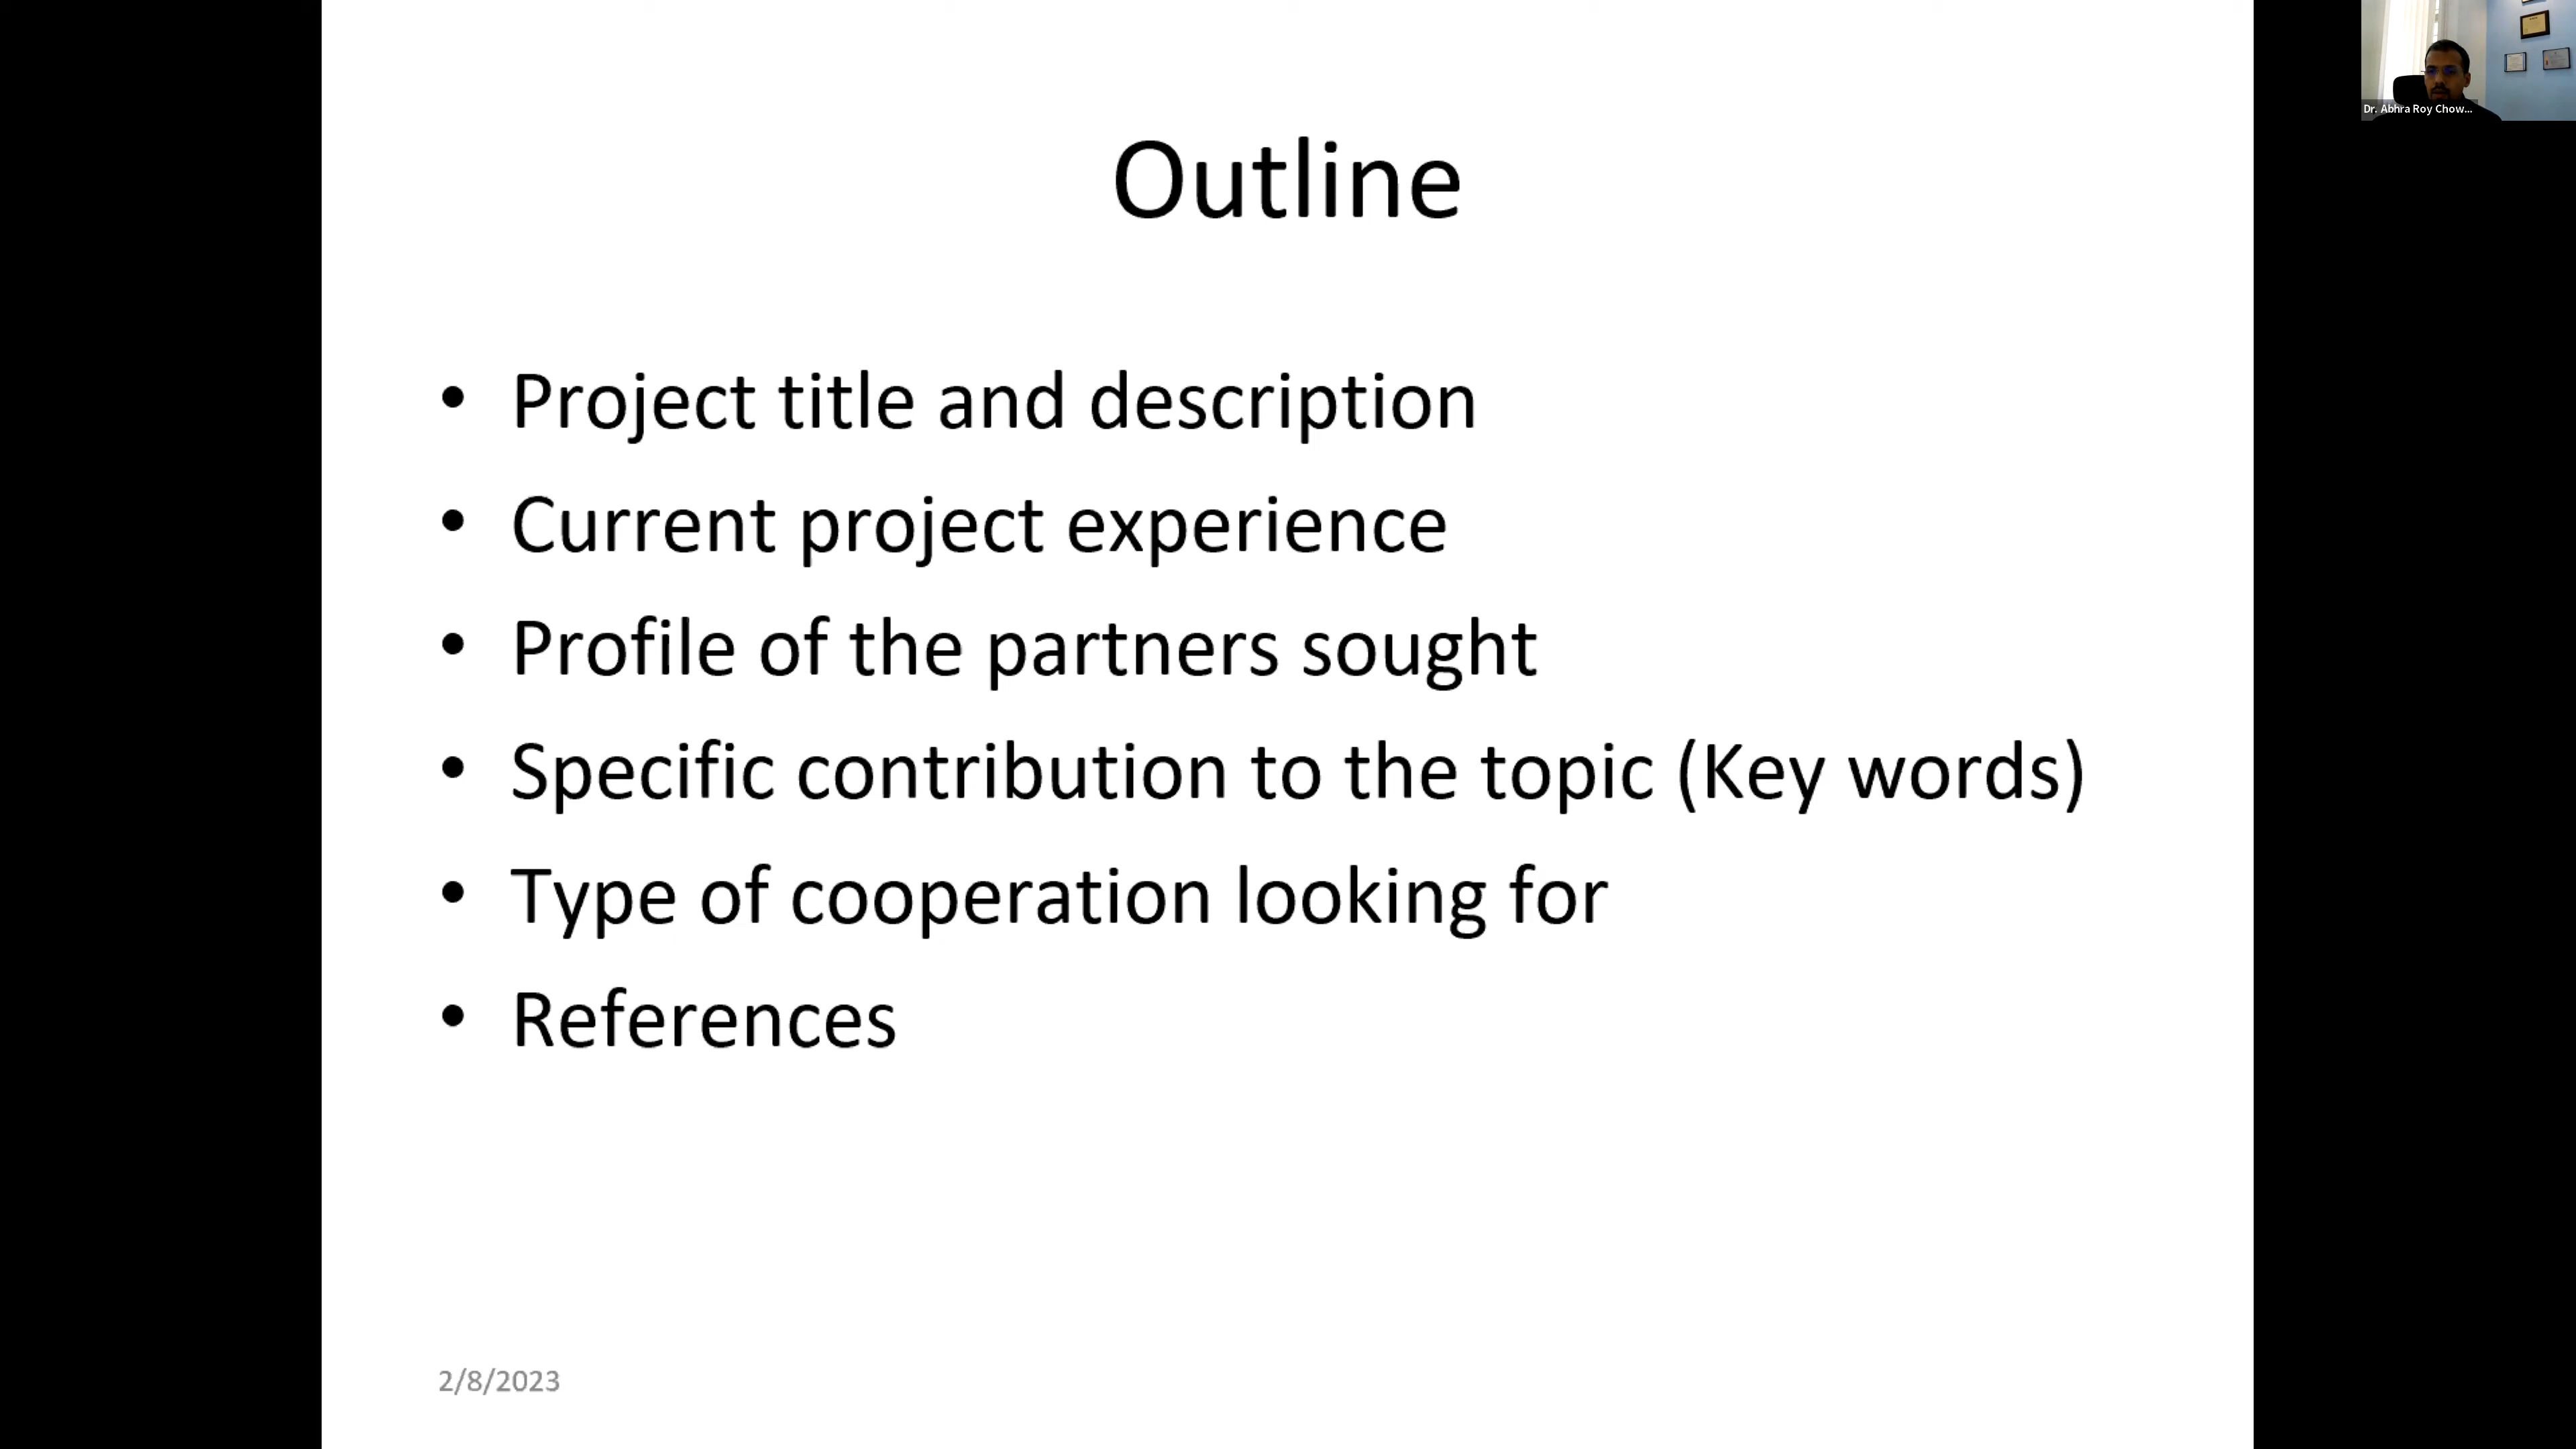 Outline
• Project title and description
• Current project experience
• Profile of the partners sought
• Specific contribution to the topic (Key words)
• Type of cooperation looking for
• References
2/8/2023
Dr. Abhra Roy Chow...